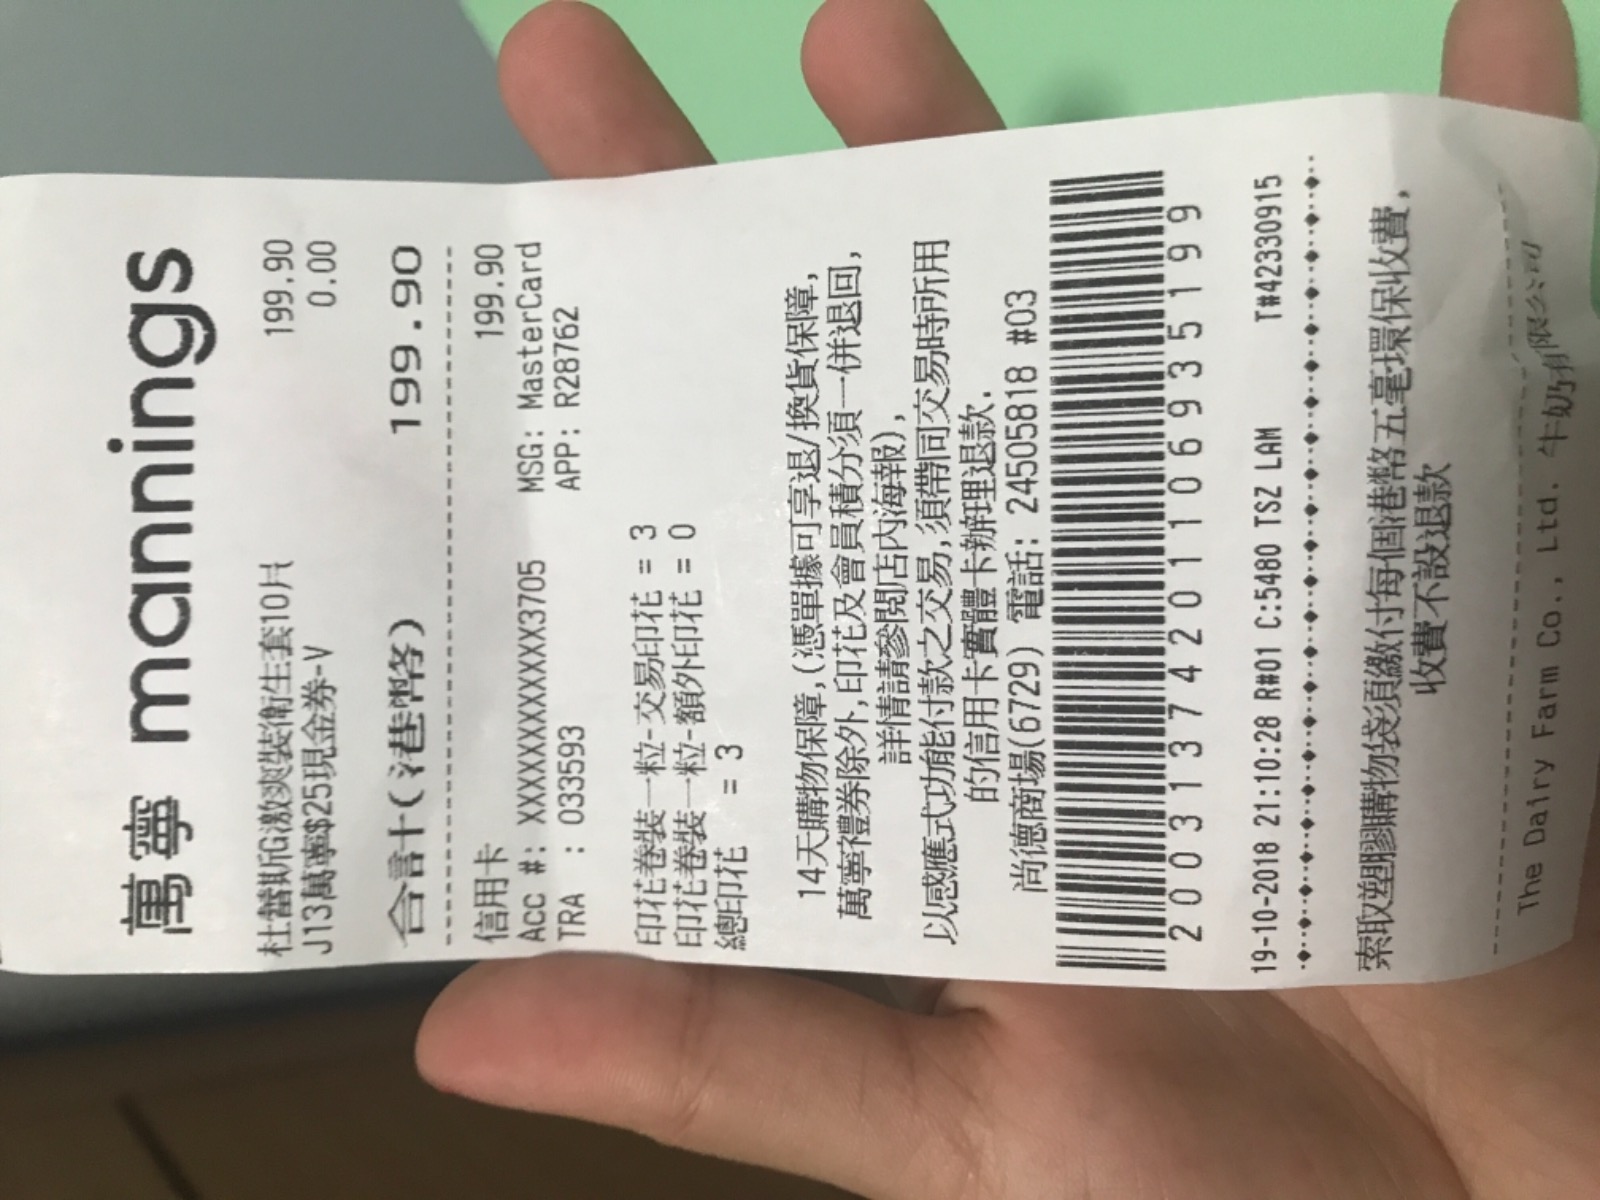 萬寧 mannings
杜蕾斯G激爽裝衛生套10片 199.90
J13萬寧$25現金券-V 0.00
合計(港幣) 199.90
信用卡 199.90
ACC #: XXXXXXXXXXXX3705 MSG: MasterCard
TRA : 033593 APP: R28762
印花卷裝一粒-交易印花 = 3
印花卷裝一粒-額外印花 = 0
總印花 = 3
14天購物保障,(憑單據可享退/換貨保障,
萬寧禮券除外,印花及會員積分須一併退回,
詳情請參閱店內海報),
以感應式功能付款之交易,須帶同交易時所用
的信用卡實體卡辦理退款.
尚德商場(6729) 電話: 24505818 #03
20031374201106935199
19-10-2018 21:10:28 R#01 C:5480 TSZ LAM T#42330915
索取塑膠購物袋須繳付每個港幣五毫環保收費,
收費不設退款
The Dairy Farm Co., Ltd. 牛奶有限公司